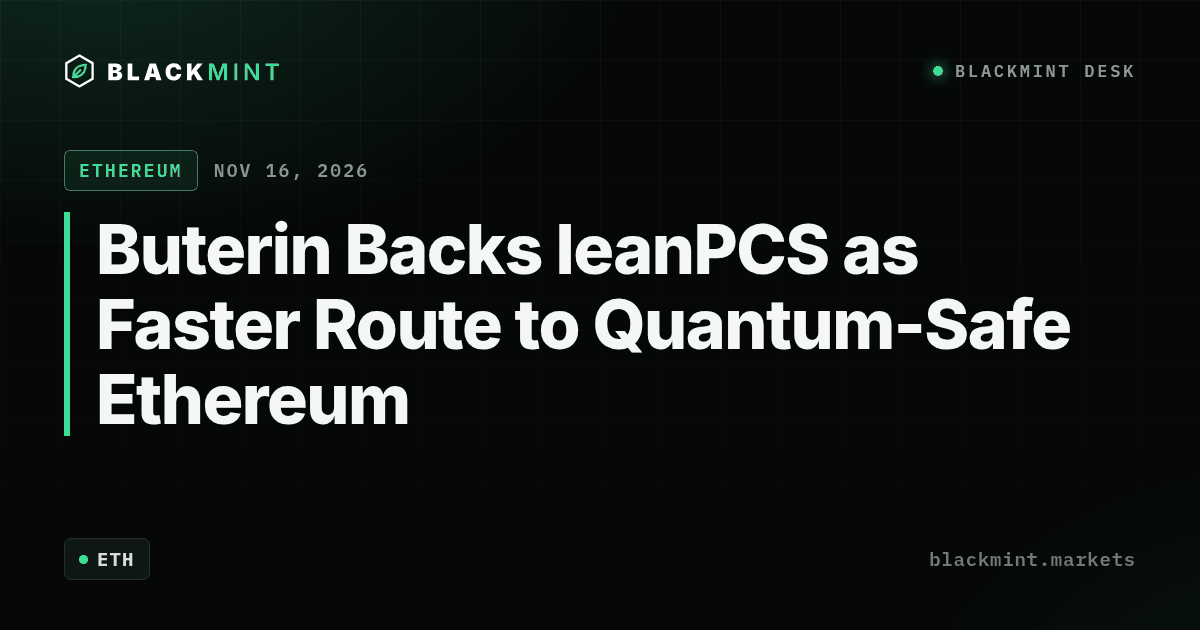 BLACKMINT
BLACKMINT DESK
ETHEREUM
NOV 16, 2026
Buterin Backs leanPCS as
Faster Route to Quantum-Safe
Ethereum
ETH
blackmint.markets